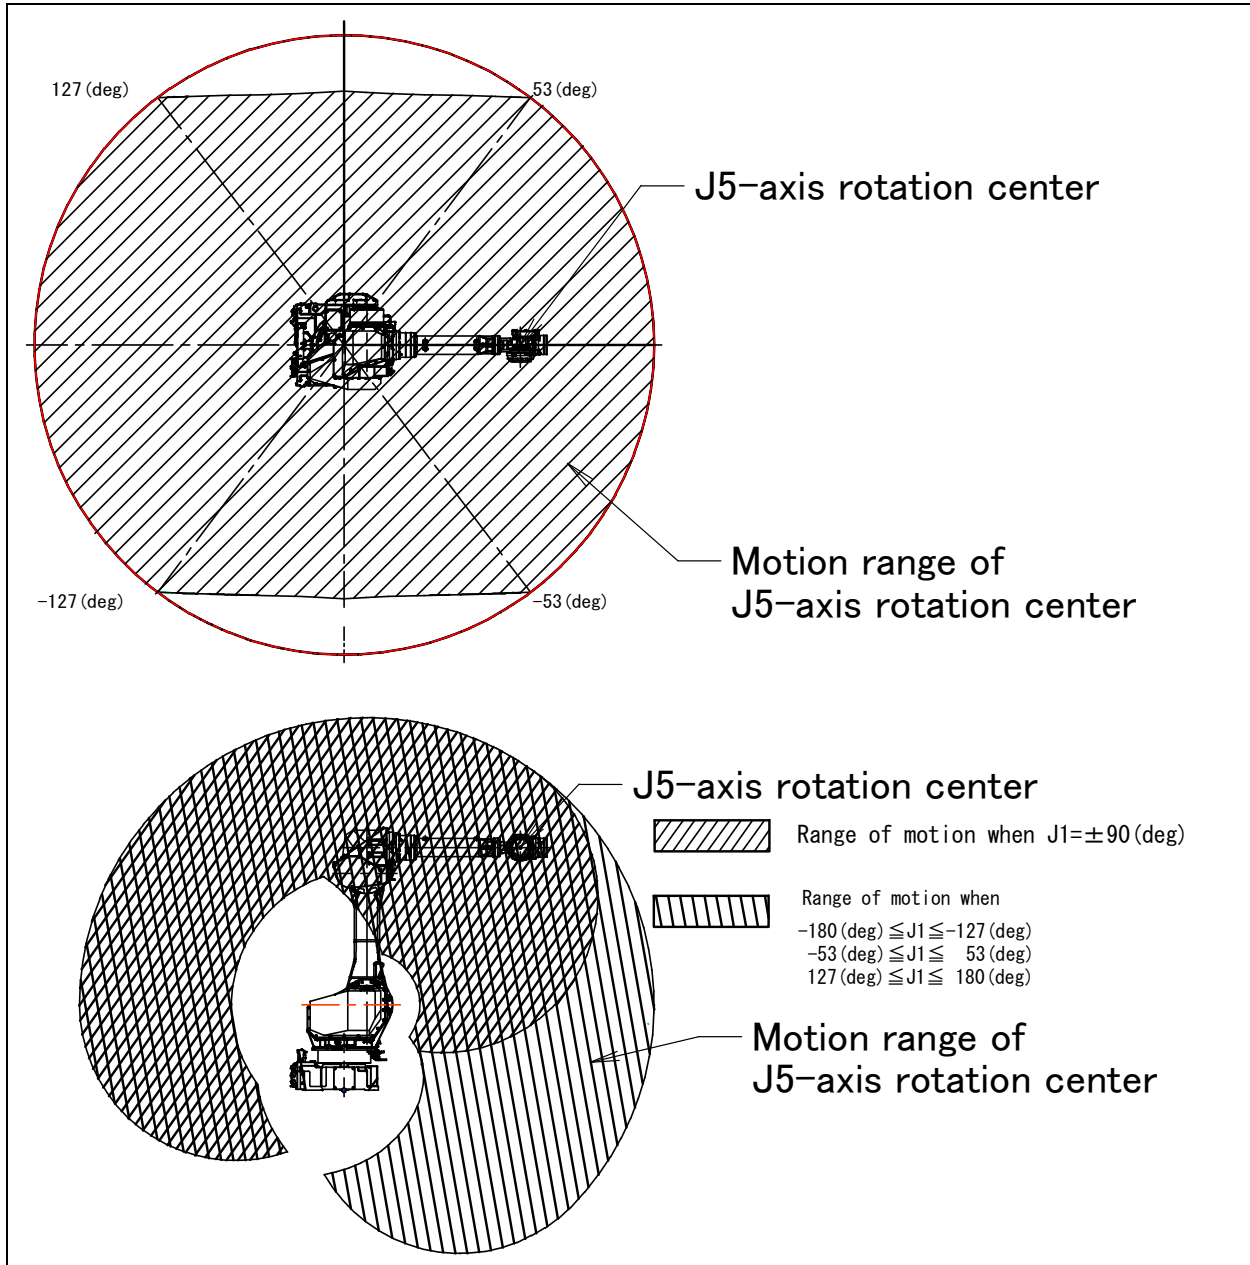 127(deg)
53(deg)
J5-axis rotation center
Motion range of
J5-axis rotation center
-127(deg)
-53(deg)
J5-axis rotation center
Range of motion when J1=±90(deg)
Range of motion when
-180(deg)≦J1≦-127(deg)
-53(deg)≦J1≦ 53(deg)
127(deg)≦J1≦ 180(deg)
Motion range of
J5-axis rotation center